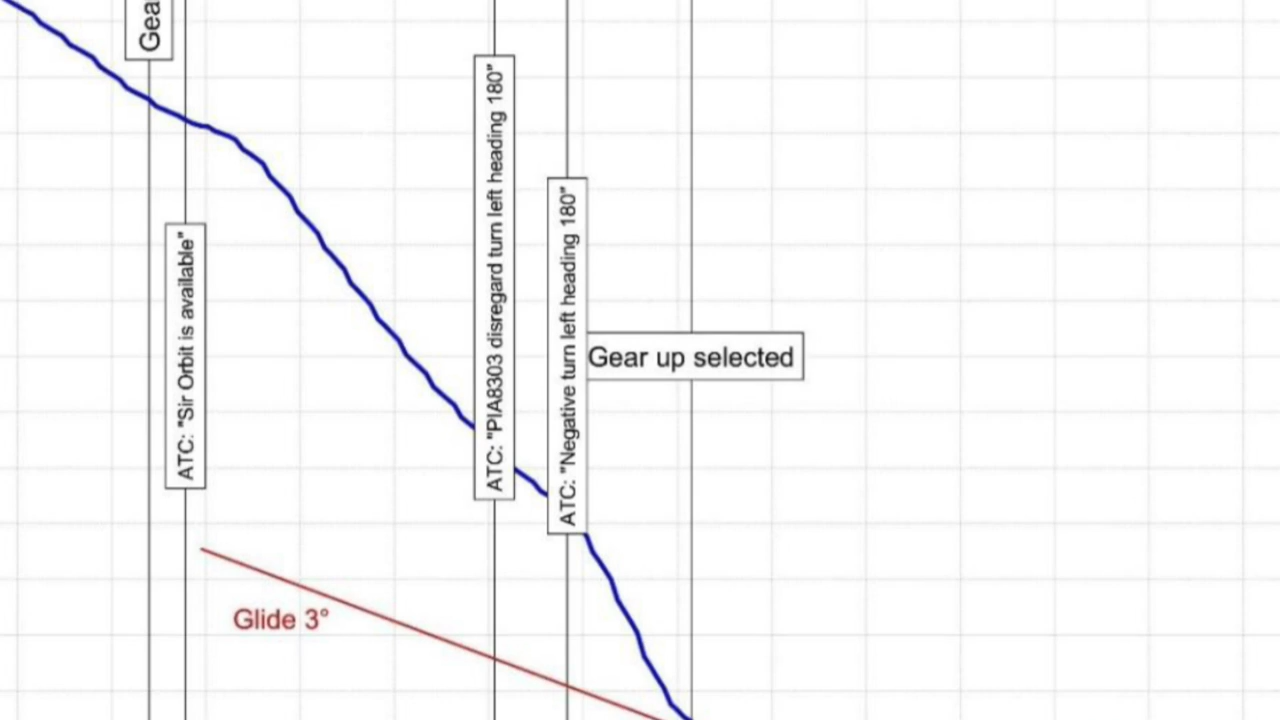 Gea
ATC: "Sir Orbit is available"
ATC: "PIA8303 disregard turn left heading 180"
ATC: "Negative turn left heading 180"
Gear up selected
Glide 3°